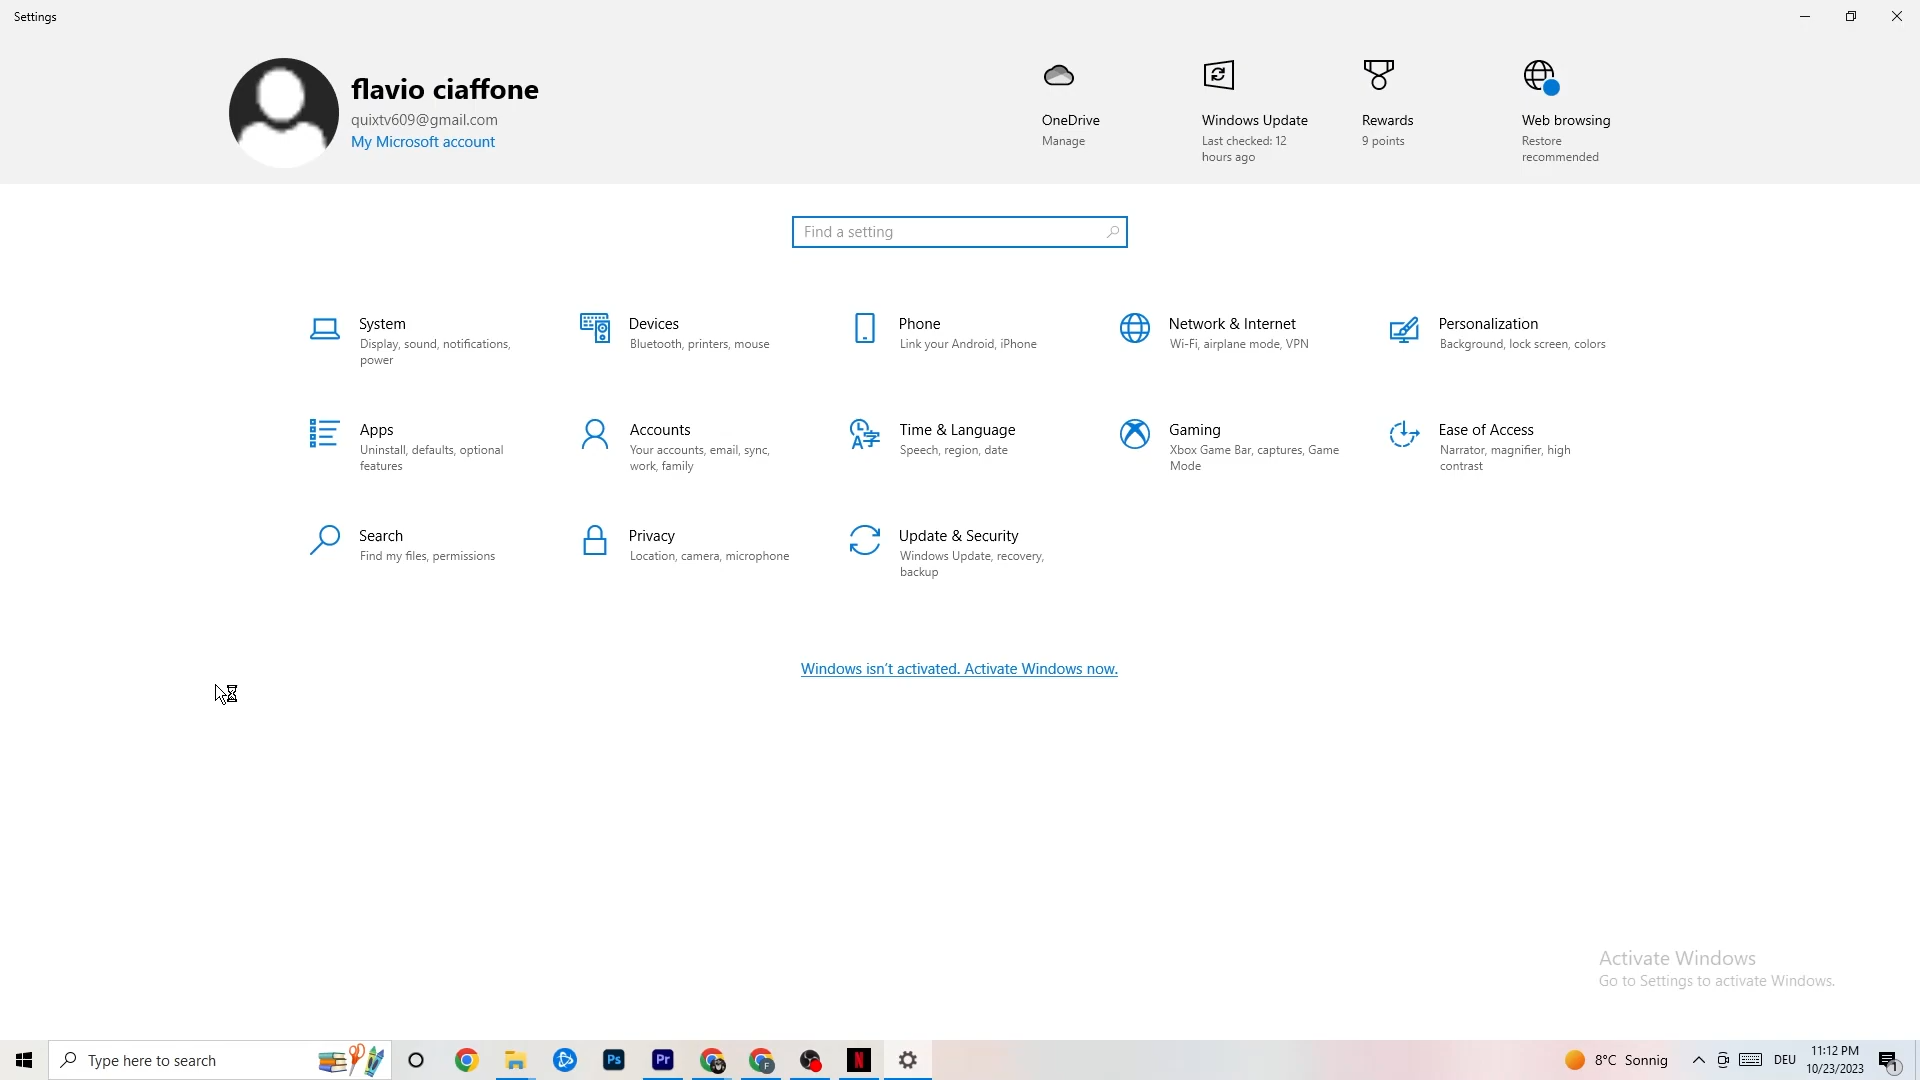 Settings
flavio ciaffone
quixtv609@gmail.com
My Microsoft account
OneDrive
Manage
Windows Update
Last checked: 12
hours ago
Rewards
9 points
Web browsing
Restore
recommended
Find a setting
System
Display, sound, notifications,
power
Devices
Bluetooth, printers, mouse
Phone
Link your Android, iPhone
Network & Internet
Wi-Fi, airplane mode, VPN
Personalization
Background, lock screen, colors
Apps
Uninstall, defaults, optional
features
Accounts
Your accounts, email, sync,
work, family
Time & Language
Speech, region, date
Gaming
Xbox Game Bar, captures, Game
Mode
Ease of Access
Narrator, magnifier, high
contrast
Search
Find my files, permissions
Privacy
Location, camera, microphone
Update & Security
Windows Update, recovery,
backup
Windows isn't activated. Activate Windows now.
Activate Windows
Go to Settings to activate Windows.
Type here to search
Ps
Pr
F
N
8°C Sonnig
DEU
11:12 PM
10/23/2023
1